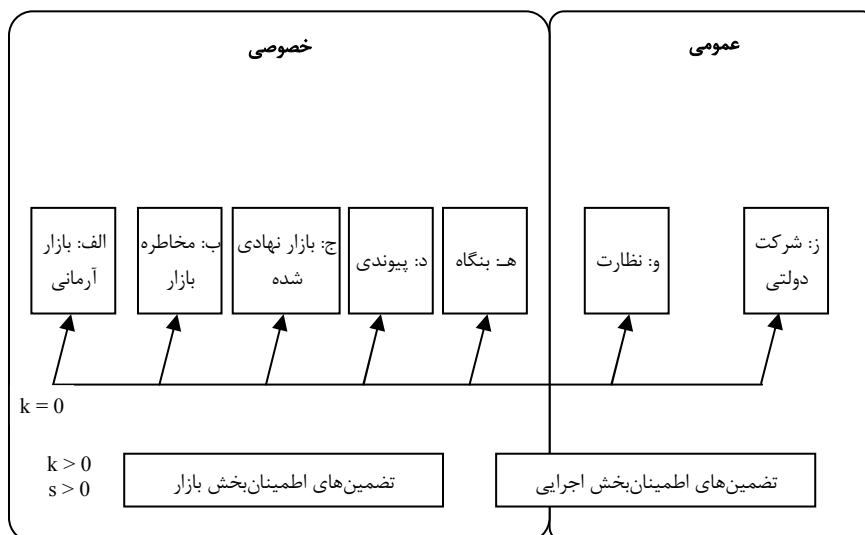 خصوصی
عمومی
الف: بازار
آرمانی
ب: مخاطره
بازار
ج: بازار نهادی
شده
د: پیوندی
هـ: بنگاه
و: نظارت
ز: شرکت
دولتی
k = 0
k > 0
s > 0
تضمین‌های اطمینان‌بخش بازار
تضمین‌های اطمینان‌بخش اجرایی